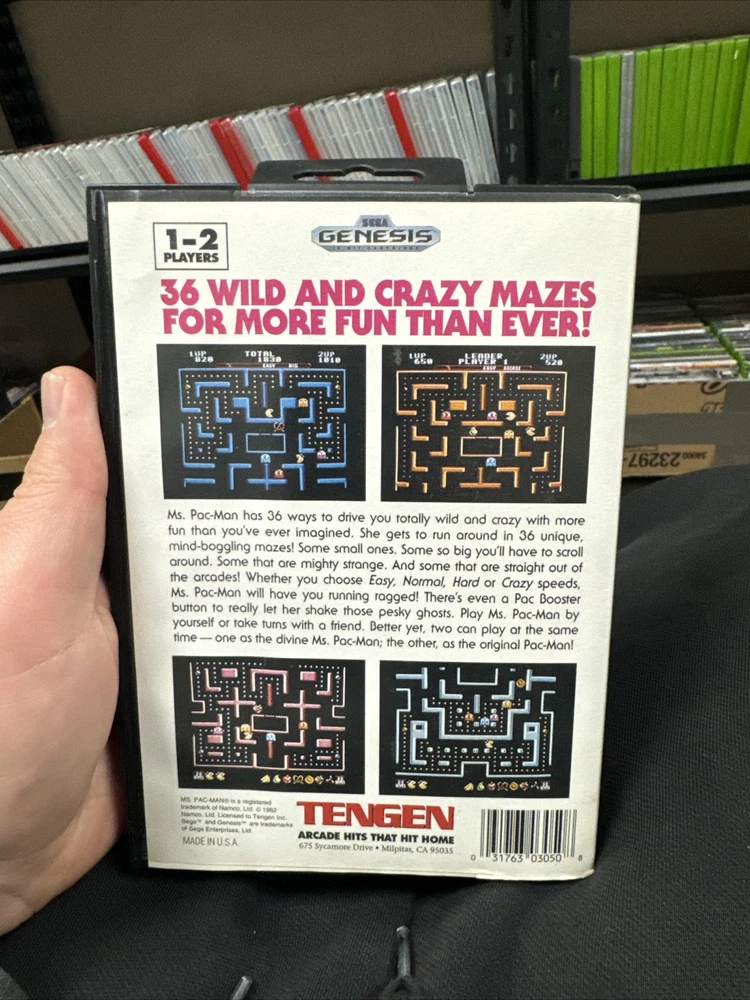 1-2
PLAYERS
SEGA
GENESIS
36 WILD AND CRAZY MAZES
FOR MORE FUN THAN EVER!
1UP TOTAL 2UP
820 1830 1010
EASY BIG
1UP LEADER 2UP
650 PLAYER 1 520
EASY
Ms. Pac-Man has 36 ways to drive you totally wild and crazy with more
fun than you've ever imagined. She gets to run around in 36 unique,
mind-boggling mazes! Some small ones. Some so big you'll have to scroll
around. Some that are mighty strange. And some that are straight out of
the arcades! Whether you choose Easy, Normal, Hard or Crazy speeds,
Ms. Pac-Man will have you running ragged! There's even a Pac Booster
button to really let her shake those pesky ghosts. Play Ms. Pac-Man by
yourself or take turns with a friend. Better yet, two can play at the same
time — one as the divine Ms. Pac-Man; the other, as the original Pac-Man!
MS. PAC-MAN® is a registered
trademark of Namco, Ltd. © 1982
Namco, Ltd. Licensed to Tengen Inc.
Sega™ and Genesis™ are trademarks
of Sega Enterprises, Ltd.
MADE IN U.S.A.
TENGEN
ARCADE HITS THAT HIT HOME
675 Sycamore Drive • Milpitas, CA 95035
0 31763 03050 8
23297-